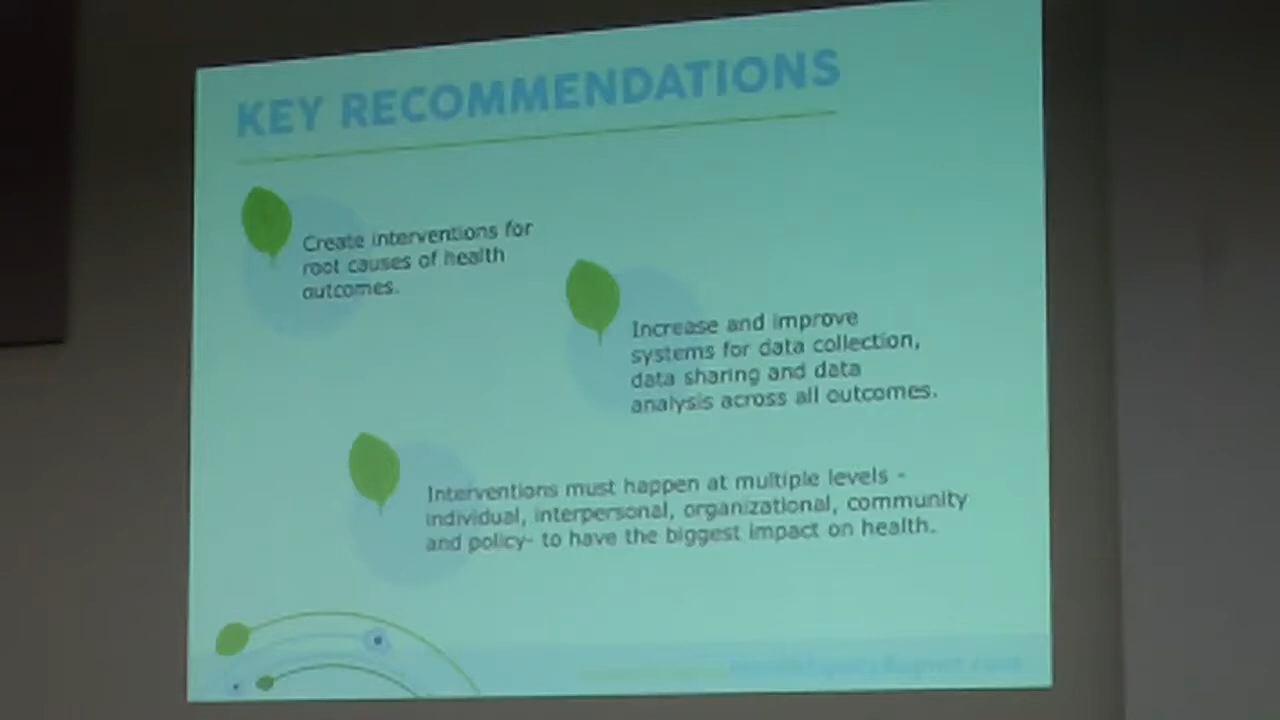 KEY RECOMMENDATIONS
Create interventions for
root causes of health
outcomes.
Increase and improve
systems for data collection,
data sharing and data
analysis across all outcomes.
Interventions must happen at multiple levels -
individual, interpersonal, organizational, community
and policy- to have the biggest impact on health.